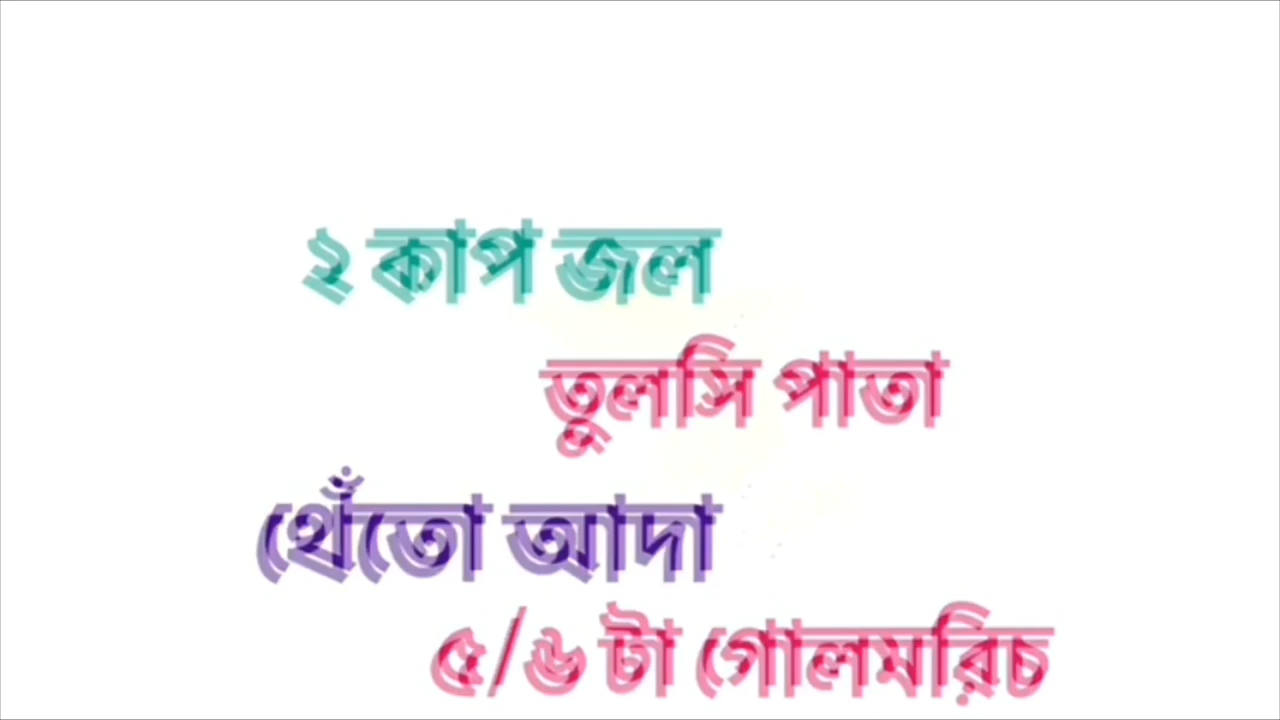 ২ কাপ জল
তুলসি পাতা
থেঁতো আদা
৫/৬ টা গোলমরিচ